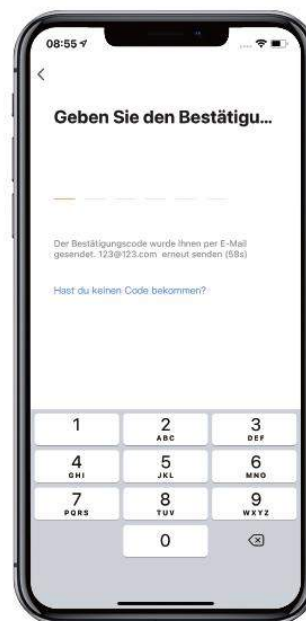 08:55
Geben Sie den Bestätigu...
Der Bestätigungscode wurde Ihnen per E-Mail
gesendet. 123@123.com erneut senden (58s)
Hast du keinen Code bekommen?
1 2 3
ABC DEF
4 5 6
GHI JKL MNO
7 8 9
PQRS TUV WXYZ
0